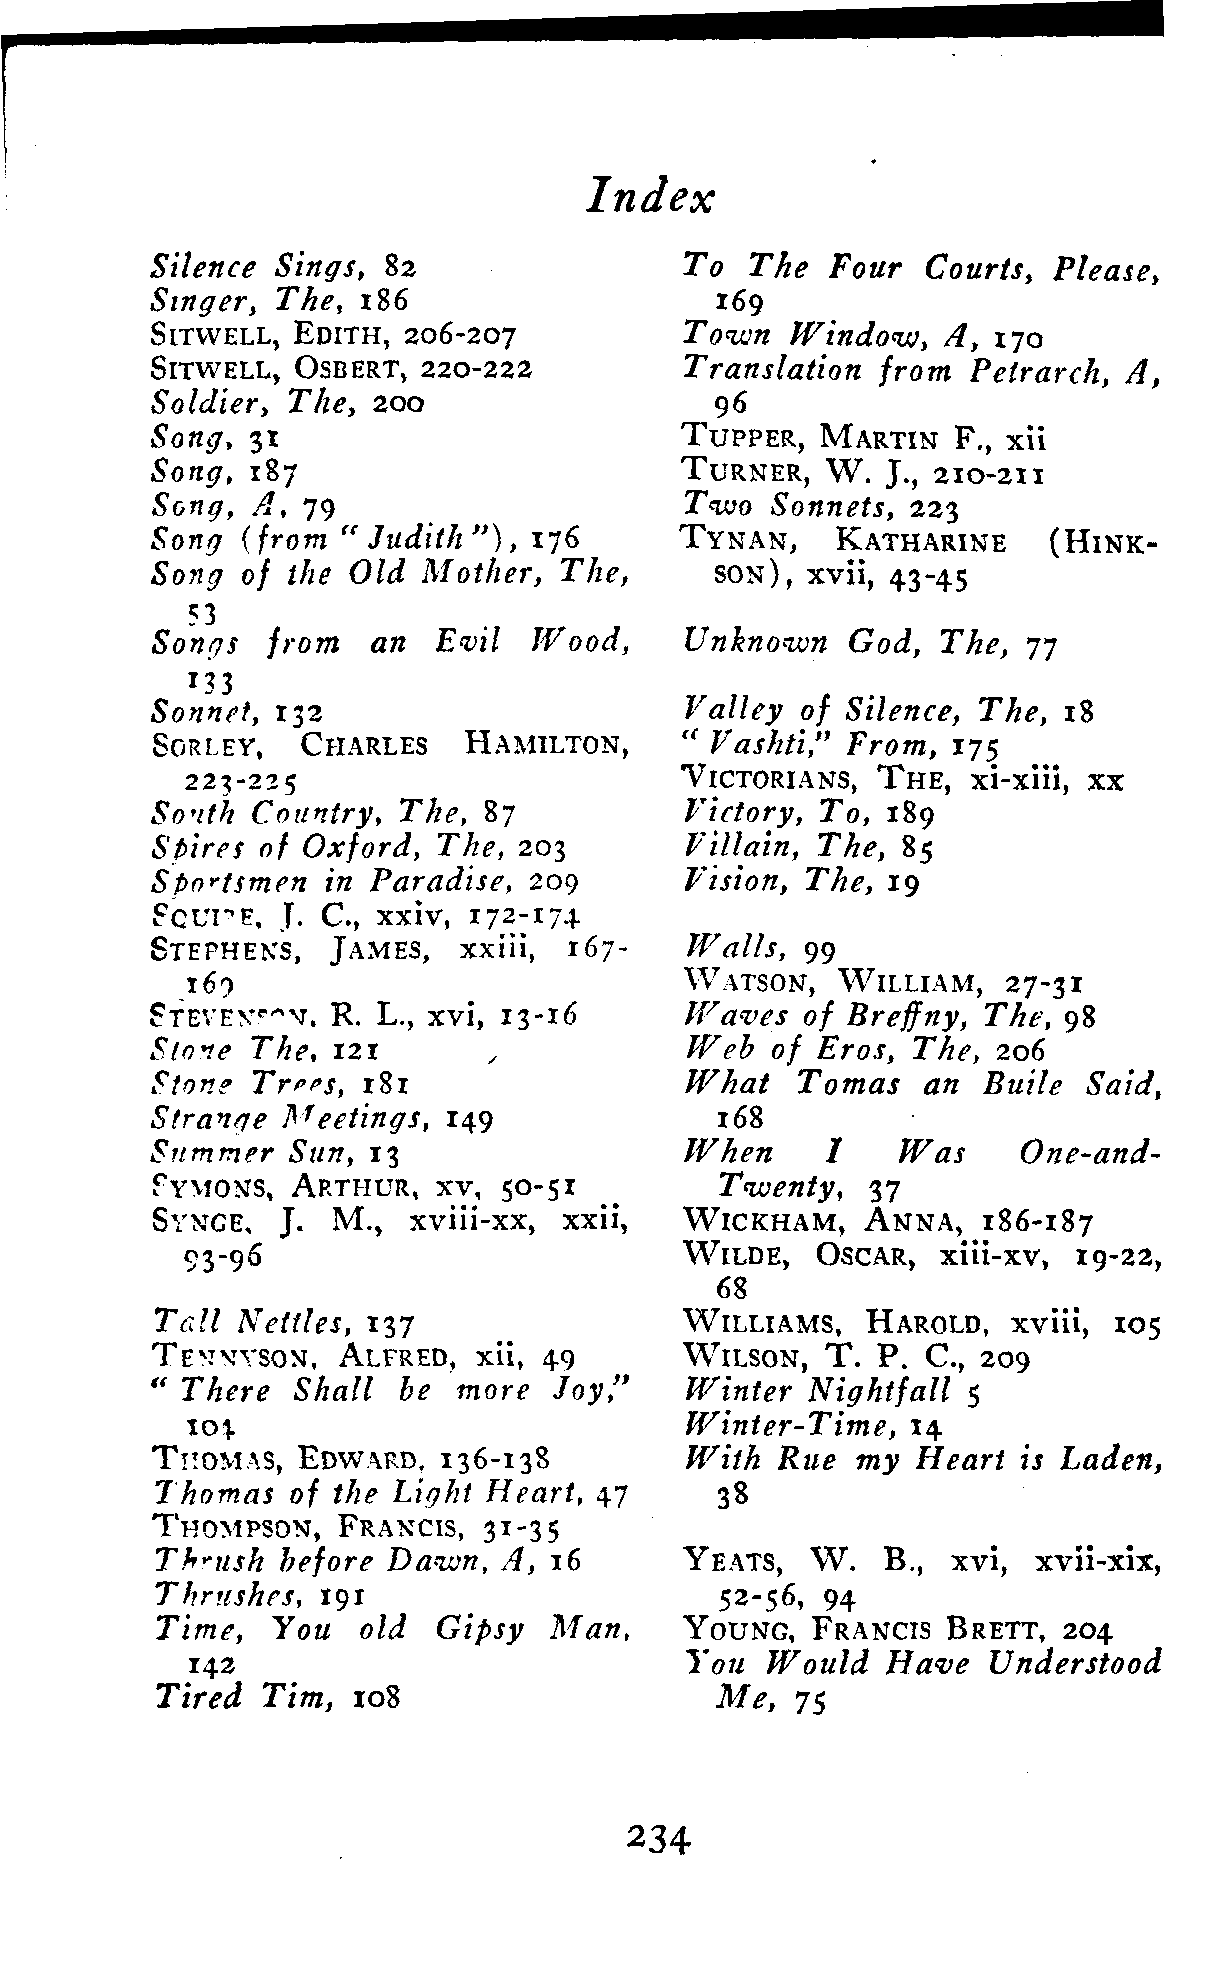 Index
Silence Sings, 82
Singer, The, 186
SITWELL, EDITH, 206-207
SITWELL, OSBERT, 220-222
Soldier, The, 200
Song, 31
Song, 187
Song, A, 79
Song (from "Judith"), 176
Song of the Old Mother, The,
53
Songs from an Evil Wood,
133
Sonnet, 132
SORLEY, CHARLES HAMILTON,
223-225
South Country, The, 87
Spires of Oxford, The, 203
Sportsmen in Paradise, 209
SQUIRE, J. C., xxiv, 172-174
STEPHENS, JAMES, xxiii, 167-
169
STEVENSON, R. L., xvi, 13-16
Stone The, 121
Stone Trees, 181
Strange Meetings, 149
Summer Sun, 13
SYMONS, ARTHUR, xv, 50-51
SYNGE, J. M., xviii-xx, xxii,
93-96
Tall Nettles, 137
TENNYSON, ALFRED, xii, 49
"There Shall be more Joy,"
104
THOMAS, EDWARD, 136-138
Thomas of the Light Heart, 47
THOMPSON, FRANCIS, 31-35
Thrush before Dawn, A, 16
Thrushes, 191
Time, You old Gipsy Man,
142
Tired Tim, 108
To The Four Courts, Please,
169
Town Window, A, 170
Translation from Petrarch, A,
96
TUPPER, MARTIN F., xii
TURNER, W. J., 210-211
Two Sonnets, 223
TYNAN, KATHARINE (HINK-
SON), xvii, 43-45
Unknown God, The, 77
Valley of Silence, The, 18
"Vashti," From, 175
VICTORIANS, THE, xi-xiii, xx
Victory, To, 189
Villain, The, 85
Vision, The, 19
Walls, 99
WATSON, WILLIAM, 27-31
Waves of Breffny, The, 98
Web of Eros, The, 206
What Tomas an Buile Said,
168
When I Was One-and-
Twenty, 37
WICKHAM, ANNA, 186-187
WILDE, OSCAR, xiii-xv, 19-22,
68
WILLIAMS, HAROLD, xviii, 105
WILSON, T. P. C., 209
Winter Nightfall 5
Winter-Time, 14
With Rue my Heart is Laden,
38
YEATS, W. B., xvi, xvii-xix,
52-56, 94
YOUNG, FRANCIS BRETT, 204
You Would Have Understood
Me, 75
234